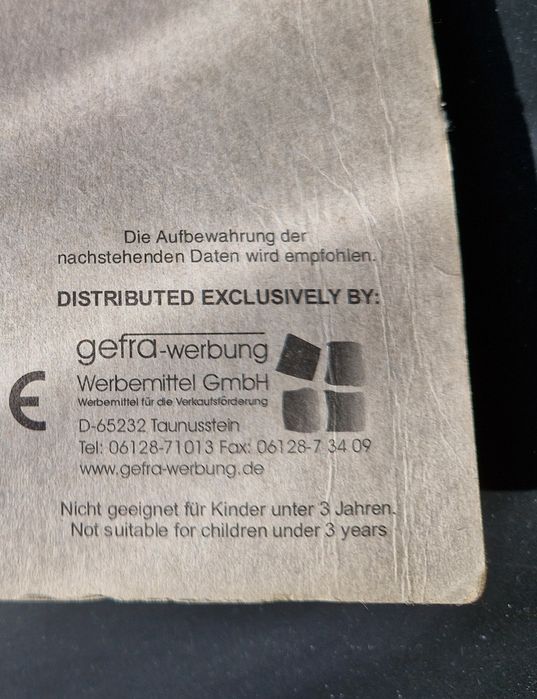 Die Aufbewahrung der
nachstehenden Daten wird empfohlen.
DISTRIBUTED EXCLUSIVELY BY:
gefra-werbung
Werbemittel GmbH
Werbemittel für die Verkaufsförderung
D-65232 Taunusstein
Tel: 06128-71013 Fax: 06128-7 34 09
www.gefra-werbung.de
Nicht geeignet für Kinder unter 3 Jahren.
Not suitable for children under 3 years